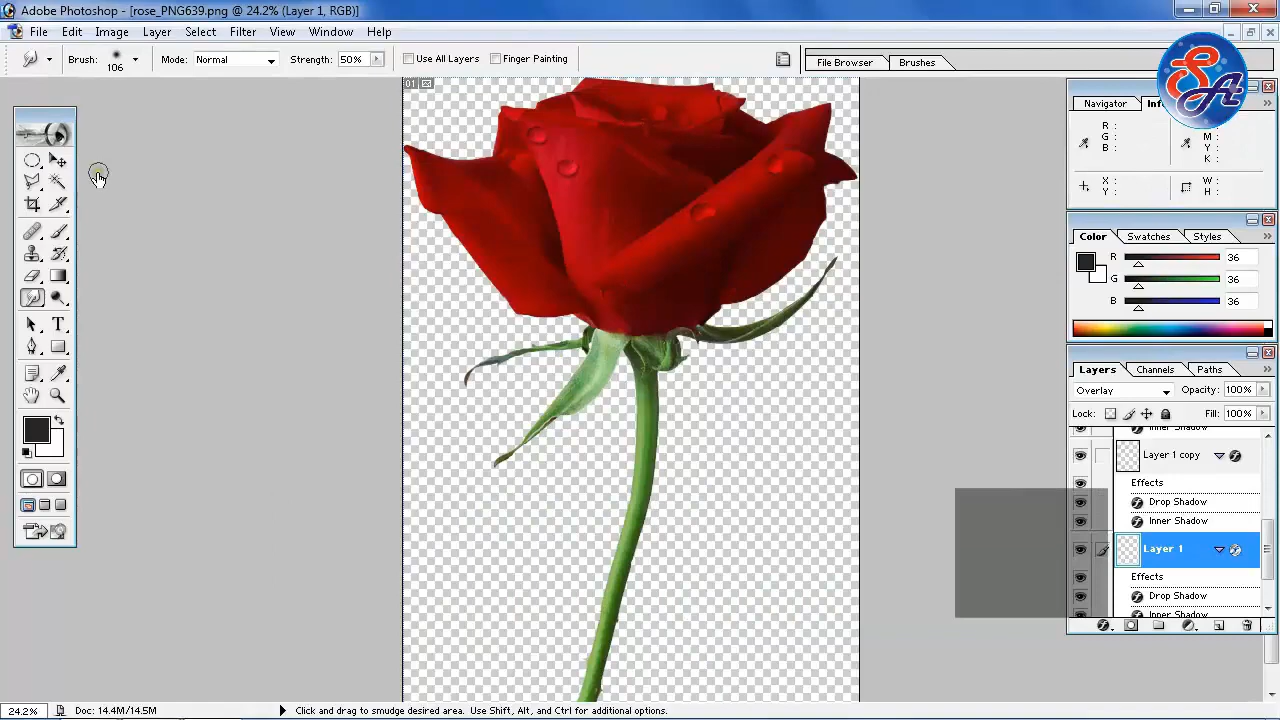 Adobe Photoshop - [rose_PNG639.png @ 24.2% (Layer 1, RGB)]
File Edit Image Layer Select Filter View Window Help
Brush: 106 Mode: Normal Strength: 50% Use All Layers Finger Painting File Browser Brushes
SA
01
Navigator Inf
R : M :
G : Y :
B : K :
X : W :
Y : H :
Color Swatches Styles
R 36
G 36
B 36
Layers Channels Paths
Overlay Opacity: 100%
Lock: Fill: 100%
Inner Shadow
Layer 1 copy
Effects
Drop Shadow
Inner Shadow
Layer 1
Effects
Drop Shadow
Inner Shadow
T
24.2% Doc: 14.4M/14.5M Click and drag to smudge desired area. Use Shift, Alt, and Ctrl for additional options.